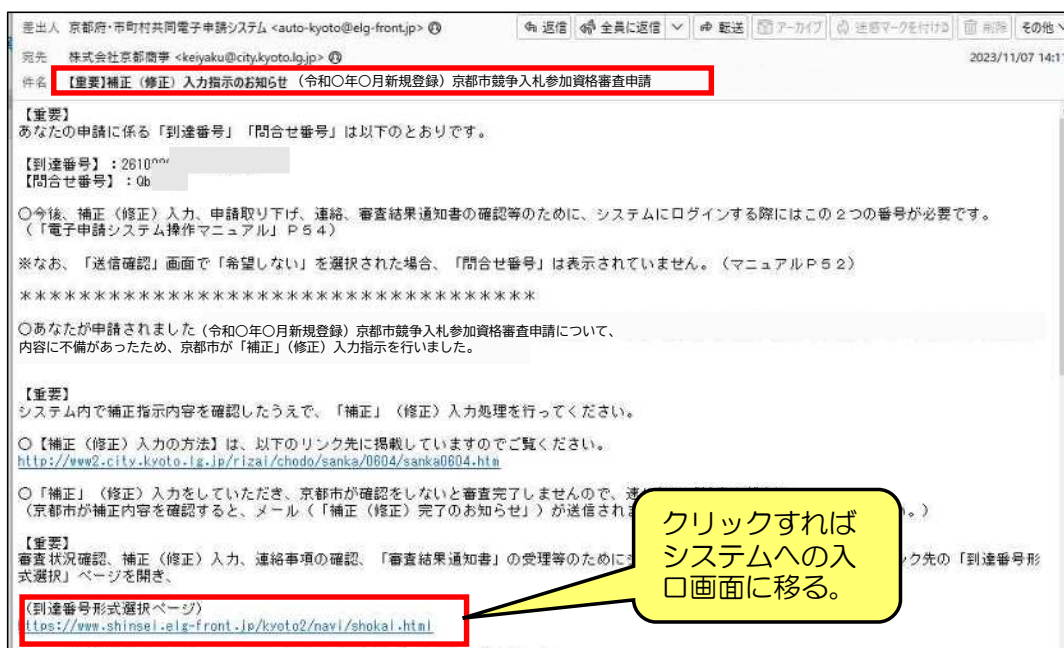 差出人 京都府・市町村共同電子申請システム <auto-kyoto@elg-front.jp>
返信 全員に返信 転送 アーカイブ 迷惑マークを付ける 削除 その他
宛先 株式会社京都商事 <keiyaku@city.kyoto.lg.jp>
2023/11/07 14:1
件名 【重要】補正（修正）入力指示のお知らせ （令和〇年〇月新規登録）京都市競争入札参加資格審査申請
【重要】
あなたの申請に係る「到達番号」「問合せ番号」は以下のとおりです。
【到達番号】：2610
【問合せ番号】：Qb
〇今後、補正（修正）入力、申請取り下げ、連絡、審査結果通知書の確認等のために、システムにログインする際にはこの２つの番号が必要です。
（「電子申請システム操作マニュアル」Ｐ５４）
※なお、「送信確認」画面で「希望しない」を選択された場合、「問合せ番号」は表示されていません。（マニュアルＰ５２）
＊＊＊＊＊＊＊＊＊＊＊＊＊＊＊＊＊＊＊＊＊＊＊＊＊＊＊＊＊＊＊＊＊＊＊
〇あなたが申請されました（令和〇年〇月新規登録）京都市競争入札参加資格審査申請について、
内容に不備があったため、京都市が「補正」（修正）入力指示を行いました。
【重要】
システム内で補正指示内容を確認したうえで、「補正」（修正）入力処理を行ってください。
〇【補正（修正）入力の方法】は、以下のリンク先に掲載していますのでご覧ください。
http://www2.city.kyoto.lg.jp/rizai/chodo/sanka/0604/sanka0604.htm
〇「補正」（修正）入力をしていただき、京都市が確認をしないと審査完了しませんので、速
（京都市が補正内容を確認すると、メール（「補正（修正）完了のお知らせ」）が送信されま 。）
【重要】
審査状況確認、補正（修正）入力、連絡事項の確認、「審査結果通知書」の受理等のために ック先の「到達番号形
式選択」ページを開き、
（到達番号形式選択ページ）
ttps://www.shinsei.elg-front.jp/kyoto2/navi/shokai.html
クリックすれば
システムへの入
口画面に移る。